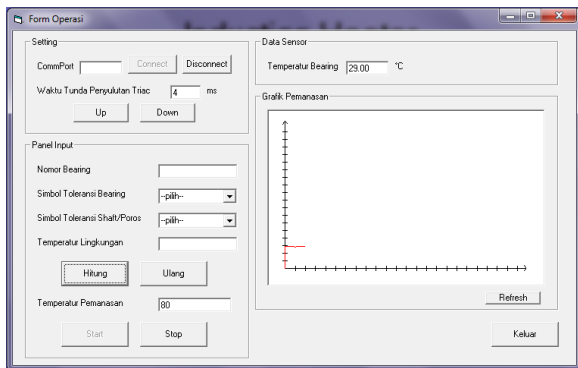 Form Operasi
Setting
CommPort
Connect
Disconnect
Waktu Tunda Penyulutan Triac
4
ms
Up
Down
Panel Input
Nomor Bearing
Simbol Toleransi Bearing
--pilih--
Simbol Toleransi Shaft/Poros
--pilih--
Temperatur Lingkungan
Hitung
Ulang
Temperatur Pemanasan
80
Start
Stop
Data Sensor
Temperatur Bearing
29.00
°C
Grafik Pemanasan
Refresh
Keluar